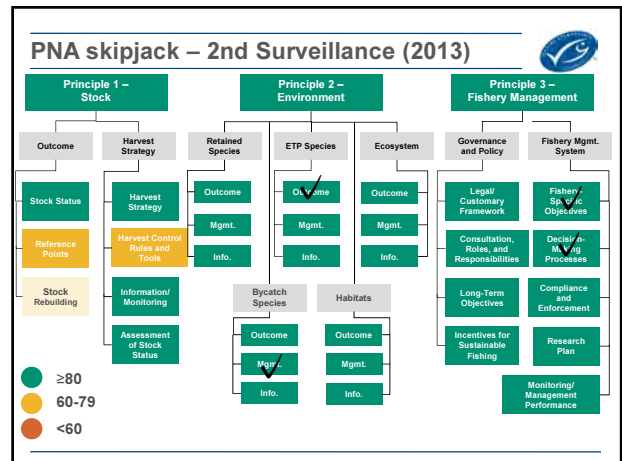 PNA skipjack – 2nd Surveillance (2013)
Principle 1 –
Stock
Principle 2 –
Environment
Principle 3 –
Fishery Management
Outcome
Harvest
Strategy
Retained
Species
ETP Species
Ecosystem
Governance
and Policy
Fishery Mgmt.
System
Stock Status
Reference
Points
Stock
Rebuilding
Harvest
Strategy
Harvest Control
Rules and
Tools
Information/
Monitoring
Assessment
of Stock
Status
Outcome
Mgmt.
Info.
Outcome
Mgmt.
Info.
Outcome
Mgmt.
Info.
Bycatch
Species
Habitats
Outcome
Mgmt.
Info.
Outcome
Mgmt.
Info.
Legal/
Customary
Framework
Consultation,
Roles, and
Responsibilities
Long-Term
Objectives
Incentives for
Sustainable
Fishing
Fishery-
Specific
Objectives
Decision-
Making
Processes
Compliance
and
Enforcement
Research
Plan
Monitoring/
Management
Performance
≥80
60-79
<60